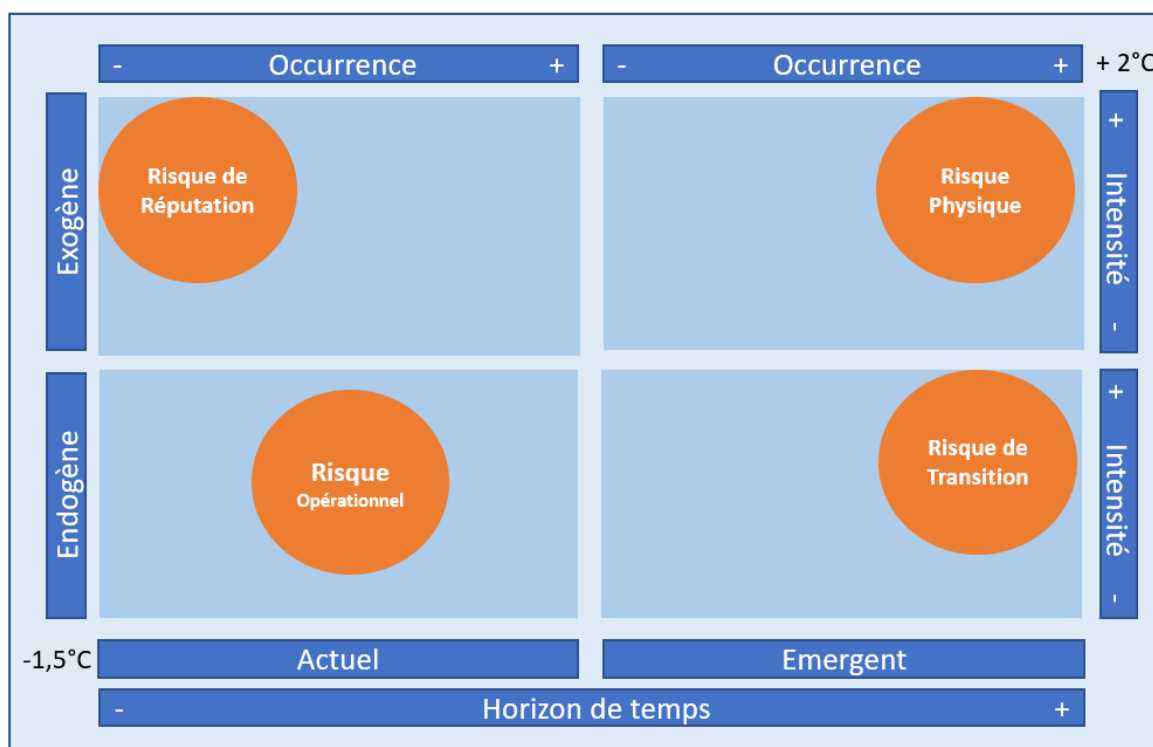 - Occurrence +
- Occurrence +
+ 2°C
Exogène
Risque de
Réputation
Risque
Physique
+ Intensité -
Endogène
Risque
Opérationnel
Risque de
Transition
+ Intensité -
-1,5°C
Actuel
Emergent
- Horizon de temps +